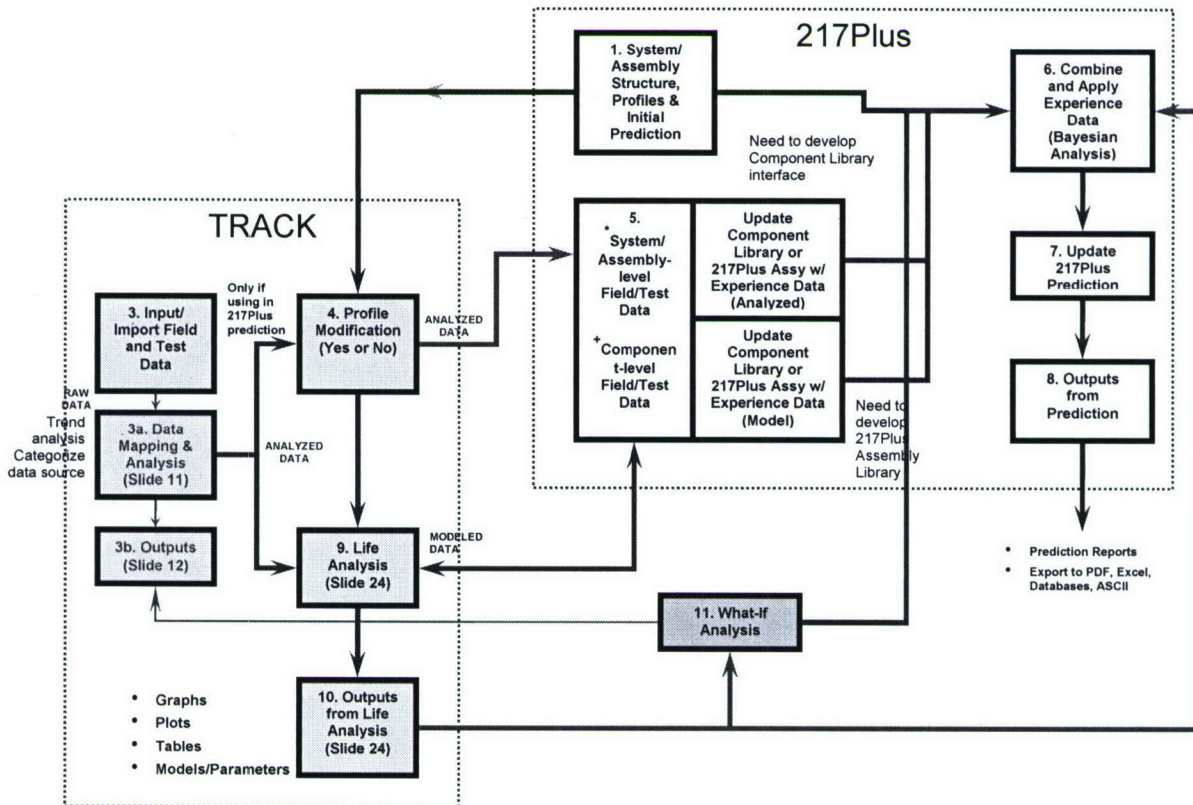 217Plus
1. System/
Assembly
Structure,
Profiles &
Initial
Prediction
6. Combine
and Apply
Experience
Data
(Bayesian
Analysis)
Need to develop
Component Library
interface
TRACK
5.
* System/
Assembly-
level
Field/Test
Data
+ Componen
t-level
Field/Test
Data
Update
Component
Library or
217Plus Assy w/
Experience Data
(Analyzed)
Update
Component
Library or
217Plus Assy w/
Experience Data
(Model)
7. Update
217Plus
Prediction
Only if
using in
217Plus
prediction
3. Input/
Import Field
and Test
Data
4. Profile
Modification
(Yes or No)
ANALYZED
DATA
8. Outputs
from
Prediction
RAW
DATA
Trend
analysis
Categorize
data source
3a. Data
Mapping &
Analysis
(Slide 11)
ANALYZED
DATA
Need to
develop
217Plus
Assembly
Library
3b. Outputs
(Slide 12)
9. Life
Analysis
(Slide 24)
MODELED
DATA
• Prediction Reports
• Export to PDF, Excel,
Databases, ASCII
11. What-If
Analysis
10. Outputs
from Life
Analysis
(Slide 24)
• Graphs
• Plots
• Tables
• Models/Parameters